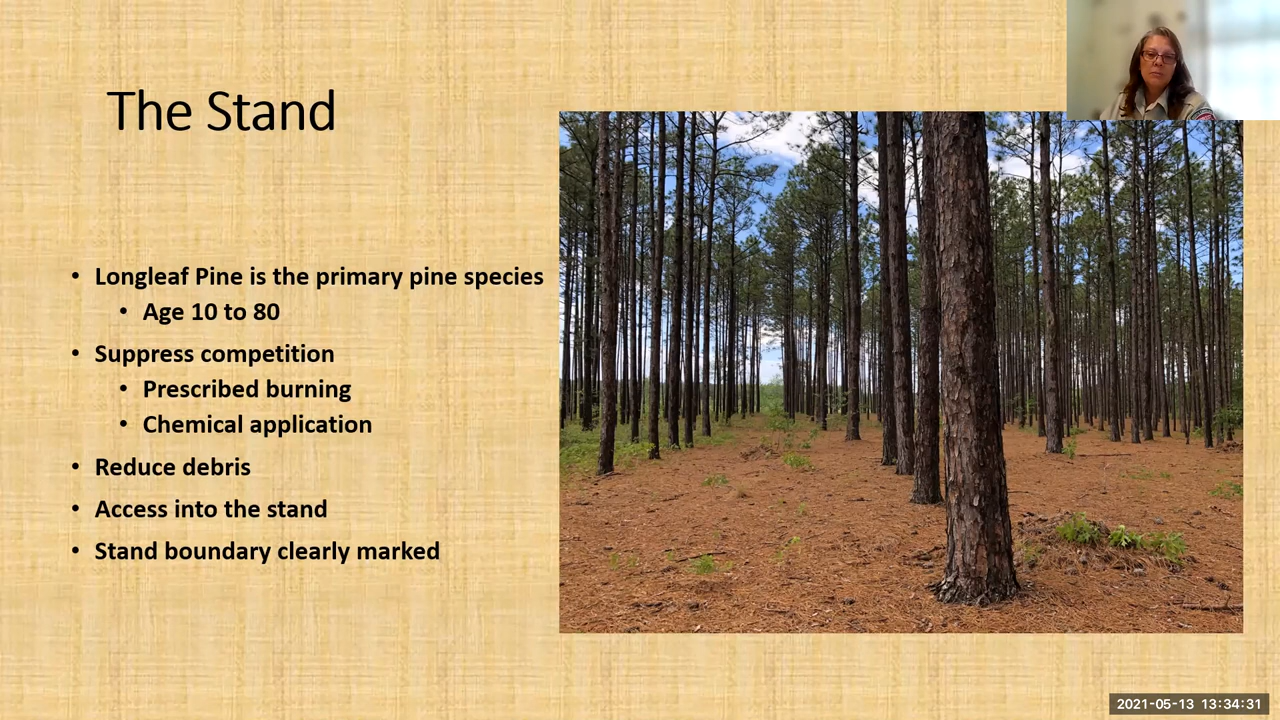 The Stand
• Longleaf Pine is the primary pine species
• Age 10 to 80
• Suppress competition
• Prescribed burning
• Chemical application
• Reduce debris
• Access into the stand
• Stand boundary clearly marked
2021-05-13 13:34:31